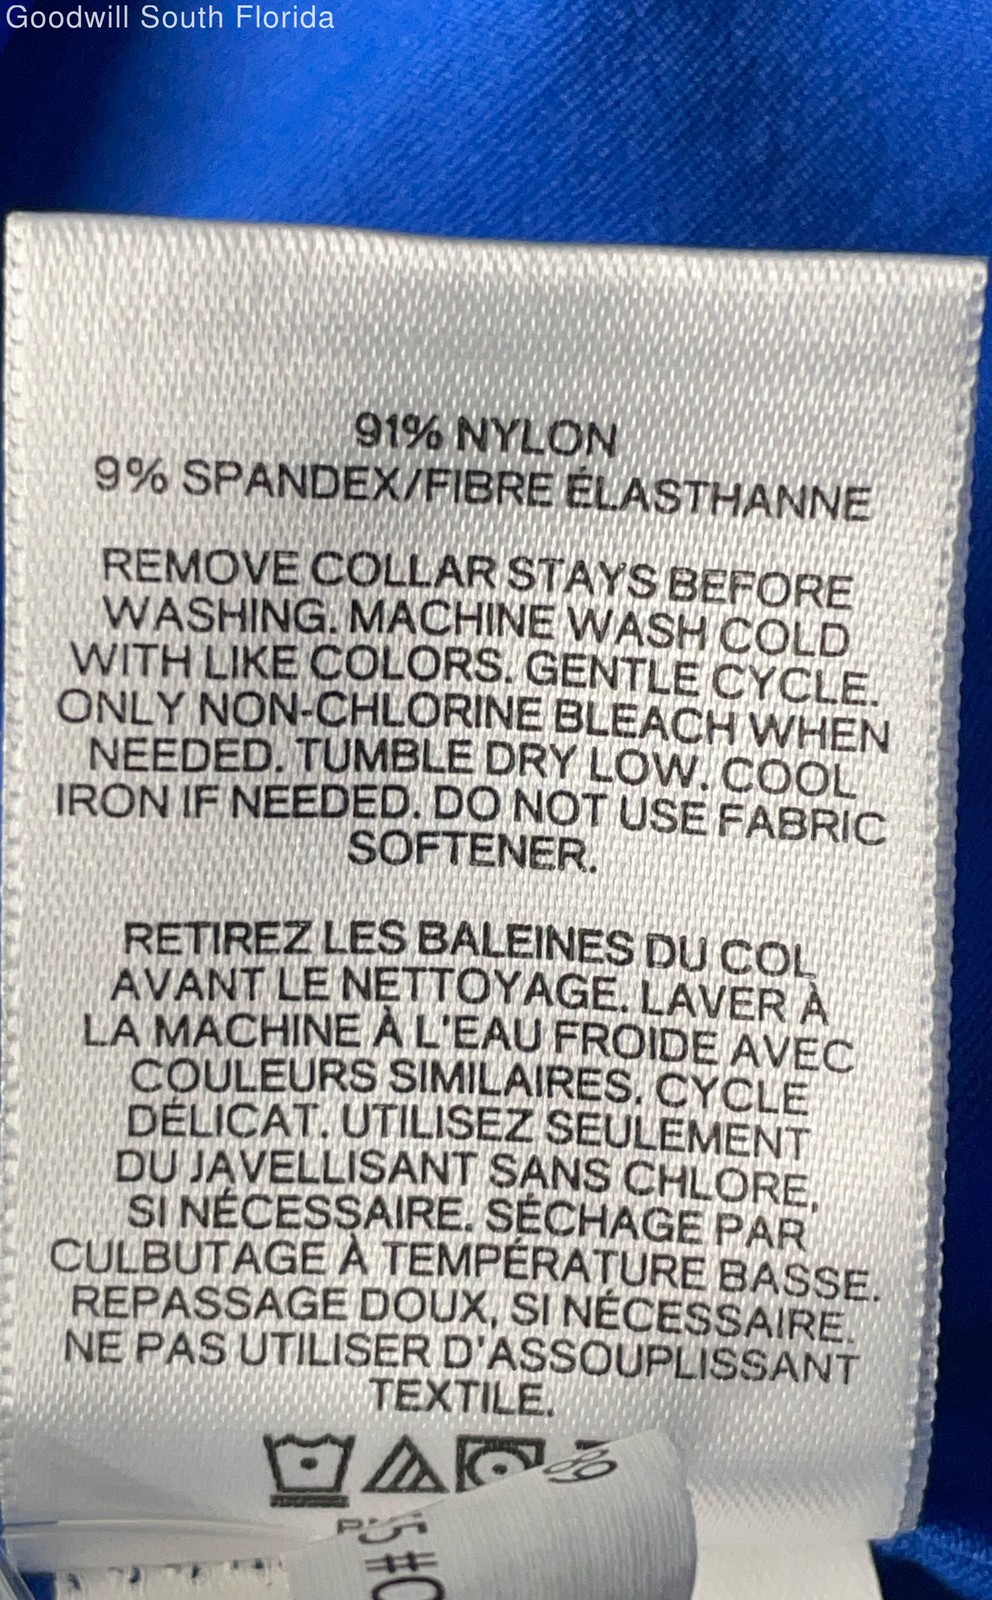 Goodwill South Florida
91% NYLON
9% SPANDEX/FIBRE ÉLASTHANNE
REMOVE COLLAR STAYS BEFORE
WASHING. MACHINE WASH COLD
WITH LIKE COLORS. GENTLE CYCLE.
ONLY NON-CHLORINE BLEACH WHEN
NEEDED. TUMBLE DRY LOW. COOL
IRON IF NEEDED. DO NOT USE FABRIC
SOFTENER.
RETIREZ LES BALEINES DU COL
AVANT LE NETTOYAGE. LAVER À
LA MACHINE À L'EAU FROIDE AVEC
COULEURS SIMILAIRES. CYCLE
DÉLICAT. UTILISEZ SEULEMENT
DU JAVELLISANT SANS CHLORE,
SI NÉCESSAIRE. SÉCHAGE PAR
CULBUTAGE À TEMPÉRATURE BASSE.
REPASSAGE DOUX, SI NÉCESSAIRE.
NE PAS UTILISER D'ASSOUPLISSANT
TEXTILE.